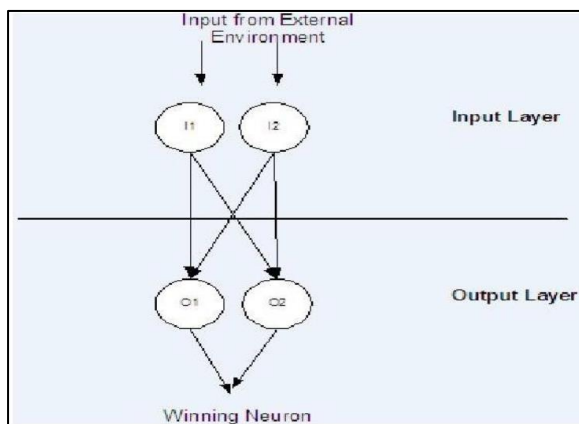 Input from External
Environment
I1
I2
Input Layer
O1
O2
Output Layer
Winning Neuron